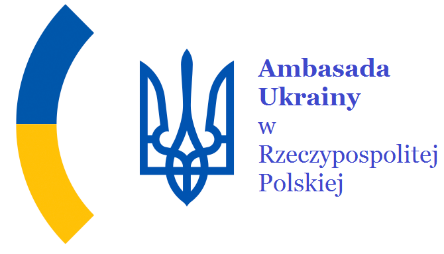 Ambasada
Ukrainy
w
Rzeczypospolitej
Polskiej